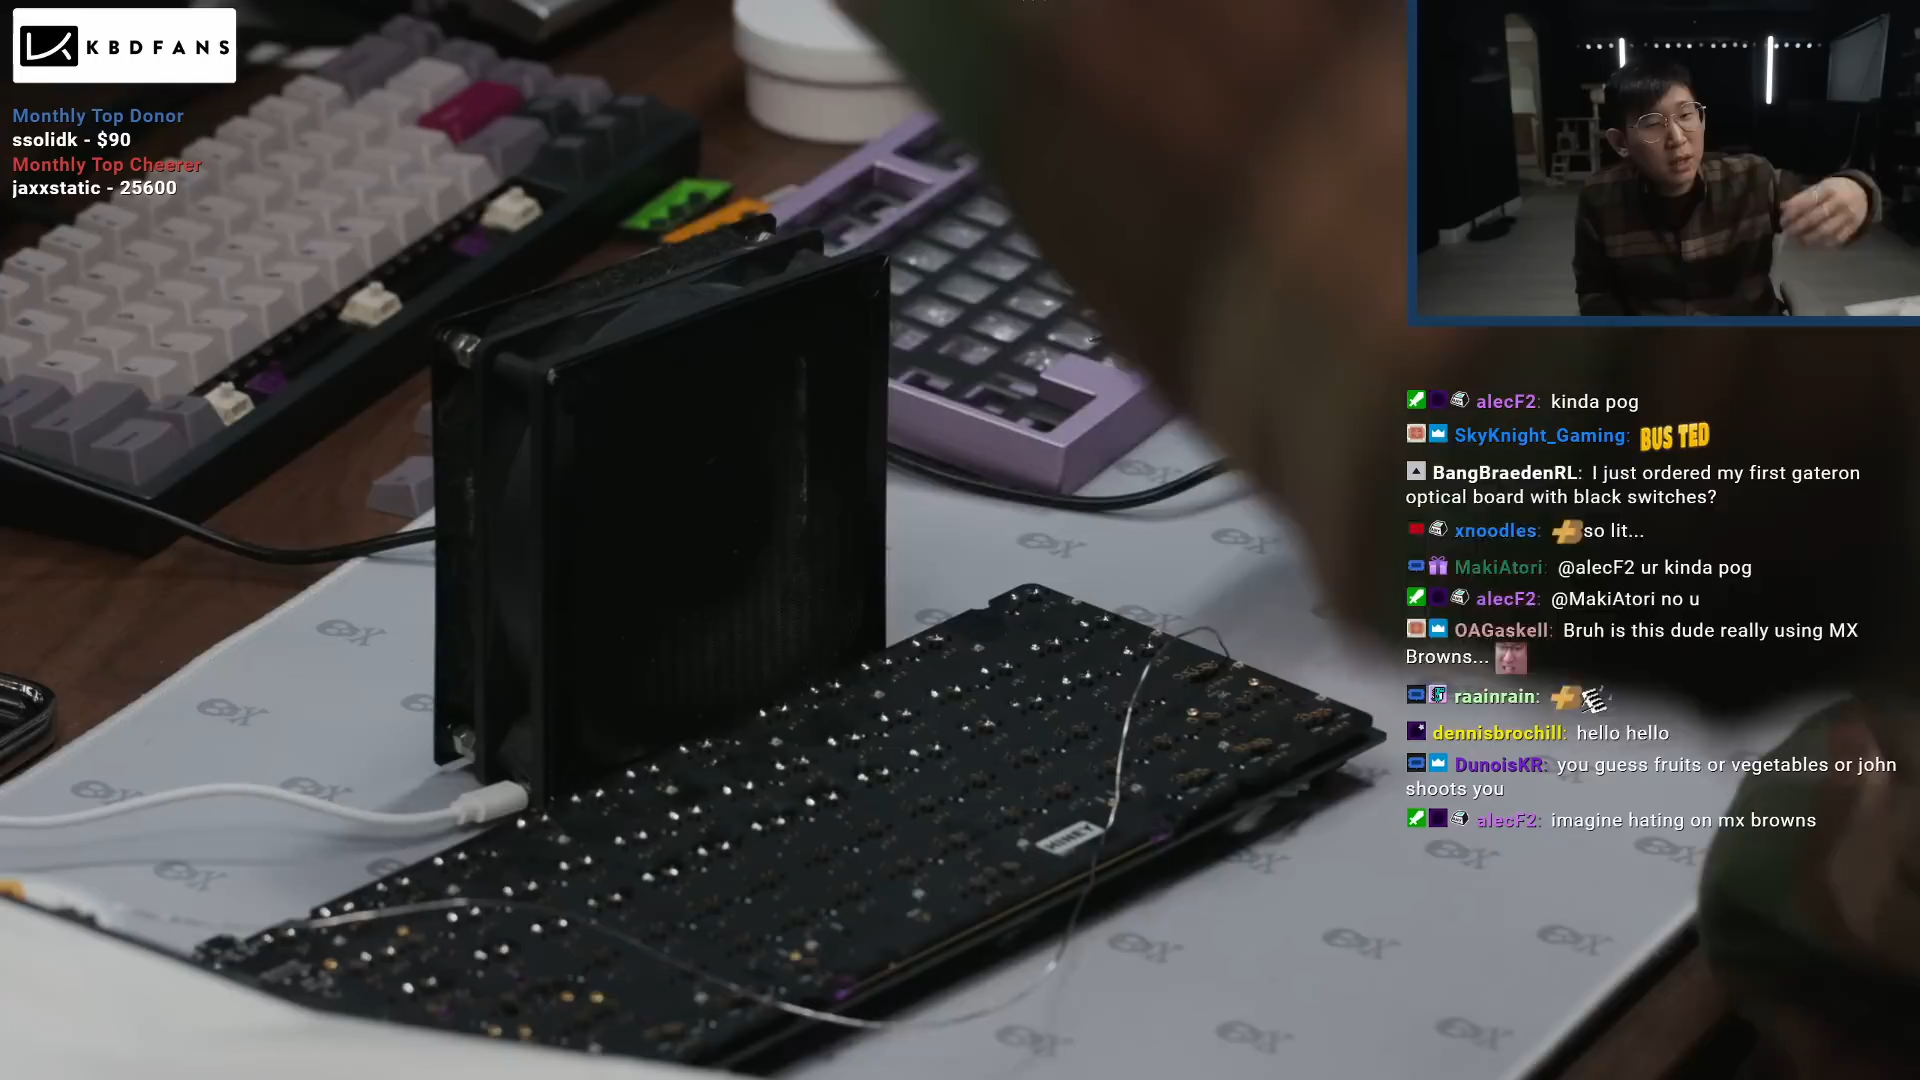 KBDFANS
Monthly Top Donor
ssolidk - $90
Monthly Top Cheerer
jaxxstatic - 25600
alecF2: kinda pog
SkyKnight_Gaming: BUSTED
BangBraedenRL: I just ordered my first gateron
optical board with black switches?
xnoodles: so lit...
MakiAtori: @alecF2 ur kinda pog
alecF2: @MakiAtori no u
OAGaskell: Bruh is this dude really using MX
Browns...
raainrain:
dennisbrochill: hello hello
DunoisKR: you guess fruits or vegetables or john
shoots you
alecF2: imagine hating on mx browns